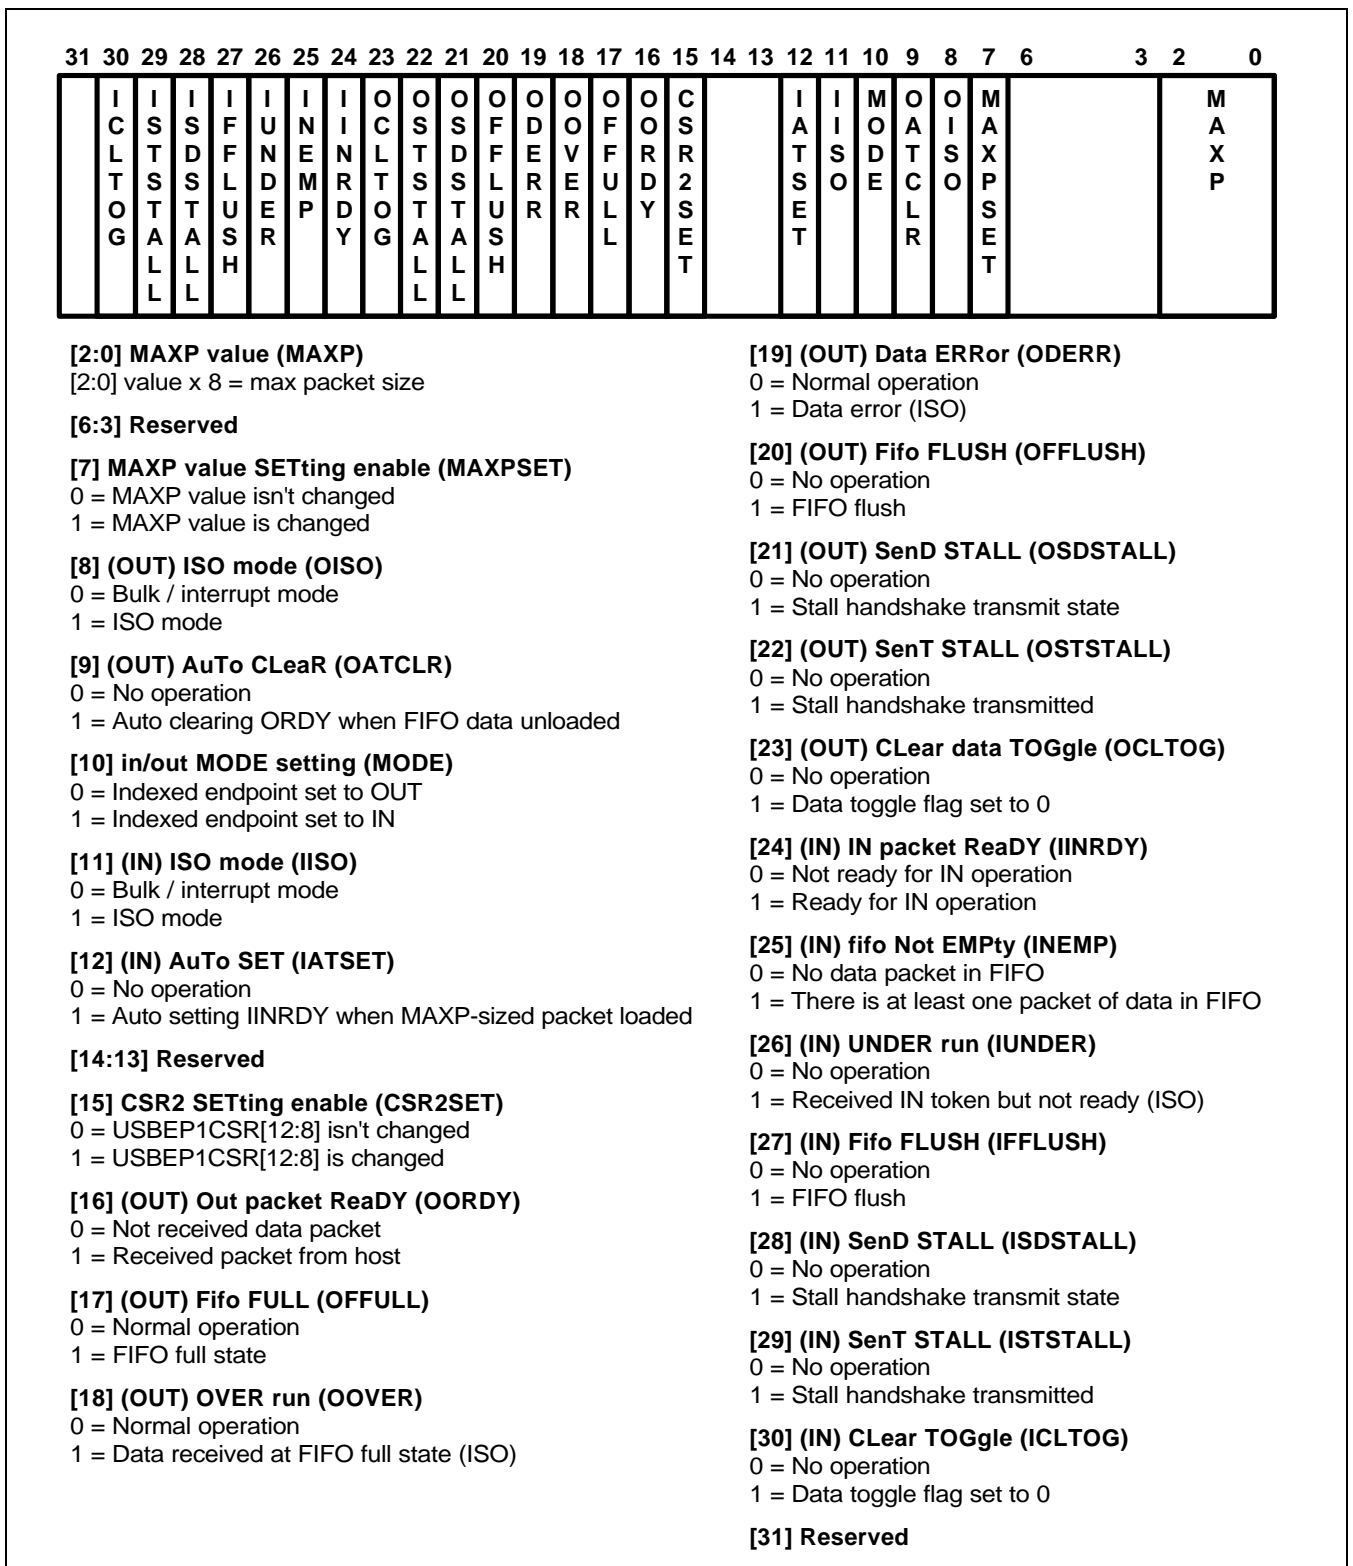 31 30 29 28 27 26 25 24 23 22 21 20 19 18 17 16 15 14 13 12 11 10 9 8 7 6 3 2 0
ICLTOG ISTSTALL ISDSTALL IFFLUSH IUNDER INEMP IINRDY OCLTOG OSTSTALL OSDSTALL OFFLUSH ODERR OOVER OFFULL OORDY CSR2SET IATSET IISO MODE OATCLR OISO MAXPSET MAXP
[2:0] MAXP value (MAXP)
[2:0] value x 8 = max packet size
[6:3] Reserved
[7] MAXP value SETting enable (MAXPSET)
0 = MAXP value isn't changed
1 = MAXP value is changed
[8] (OUT) ISO mode (OISO)
0 = Bulk / interrupt mode
1 = ISO mode
[9] (OUT) AuTo CLeaR (OATCLR)
0 = No operation
1 = Auto clearing ORDY when FIFO data unloaded
[10] in/out MODE setting (MODE)
0 = Indexed endpoint set to OUT
1 = Indexed endpoint set to IN
[11] (IN) ISO mode (IISO)
0 = Bulk / interrupt mode
1 = ISO mode
[12] (IN) AuTo SET (IATSET)
0 = No operation
1 = Auto setting IINRDY when MAXP-sized packet loaded
[14:13] Reserved
[15] CSR2 SETting enable (CSR2SET)
0 = USBEP1CSR[12:8] isn't changed
1 = USBEP1CSR[12:8] is changed
[16] (OUT) Out packet ReaDY (OORDY)
0 = Not received data packet
1 = Received packet from host
[17] (OUT) Fifo FULL (OFFULL)
0 = Normal operation
1 = FIFO full state
[18] (OUT) OVER run (OOVER)
0 = Normal operation
1 = Data received at FIFO full state (ISO)
[19] (OUT) Data ERRor (ODERR)
0 = Normal operation
1 = Data error (ISO)
[20] (OUT) Fifo FLUSH (OFFLUSH)
0 = No operation
1 = FIFO flush
[21] (OUT) SenD STALL (OSDSTALL)
0 = No operation
1 = Stall handshake transmit state
[22] (OUT) SenT STALL (OSTSTALL)
0 = No operation
1 = Stall handshake transmitted
[23] (OUT) CLear data TOGgle (OCLTOG)
0 = No operation
1 = Data toggle flag set to 0
[24] (IN) IN packet ReaDY (IINRDY)
0 = Not ready for IN operation
1 = Ready for IN operation
[25] (IN) fifo Not EMPty (INEMP)
0 = No data packet in FIFO
1 = There is at least one packet of data in FIFO
[26] (IN) UNDER run (IUNDER)
0 = No operation
1 = Received IN token but not ready (ISO)
[27] (IN) Fifo FLUSH (IFFLUSH)
0 = No operation
1 = FIFO flush
[28] (IN) SenD STALL (ISDSTALL)
0 = No operation
1 = Stall handshake transmit state
[29] (IN) SenT STALL (ISTSTALL)
0 = No operation
1 = Stall handshake transmitted
[30] (IN) CLear TOGgle (ICLTOG)
0 = No operation
1 = Data toggle flag set to 0
[31] Reserved